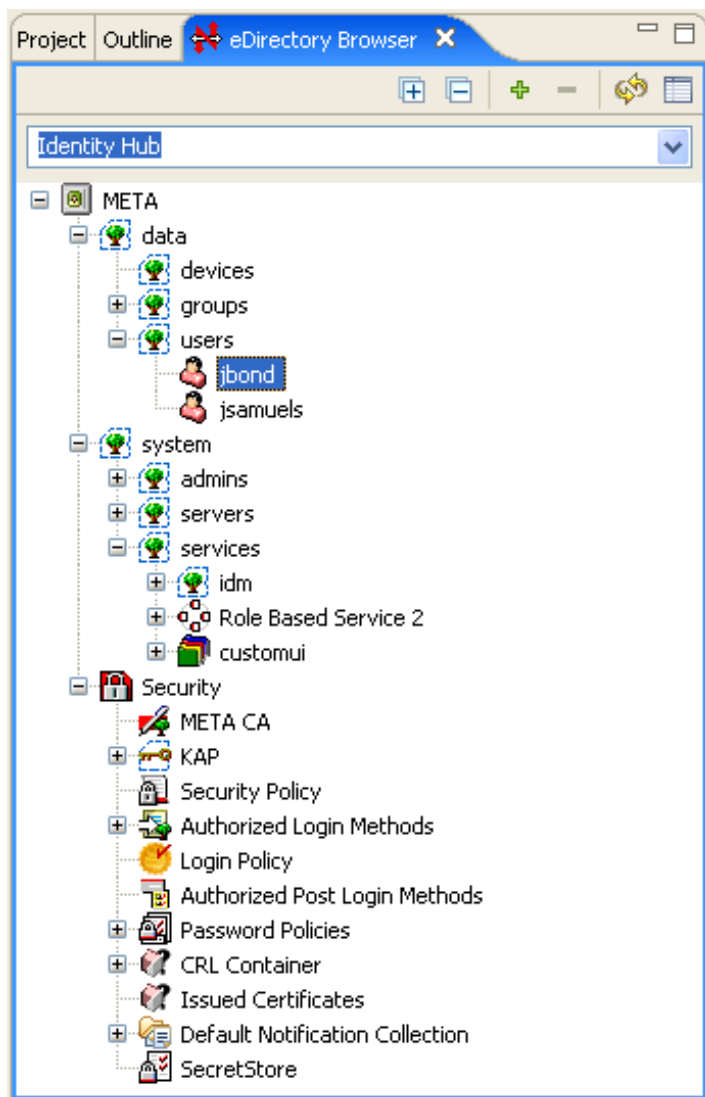 Project Outline eDirectory Browser
Identity Hub
META
data
devices
groups
users
jbond
jsamuels
system
admins
servers
services
idm
Role Based Service 2
customui
Security
META CA
KAP
Security Policy
Authorized Login Methods
Login Policy
Authorized Post Login Methods
Password Policies
CRL Container
Issued Certificates
Default Notification Collection
SecretStore